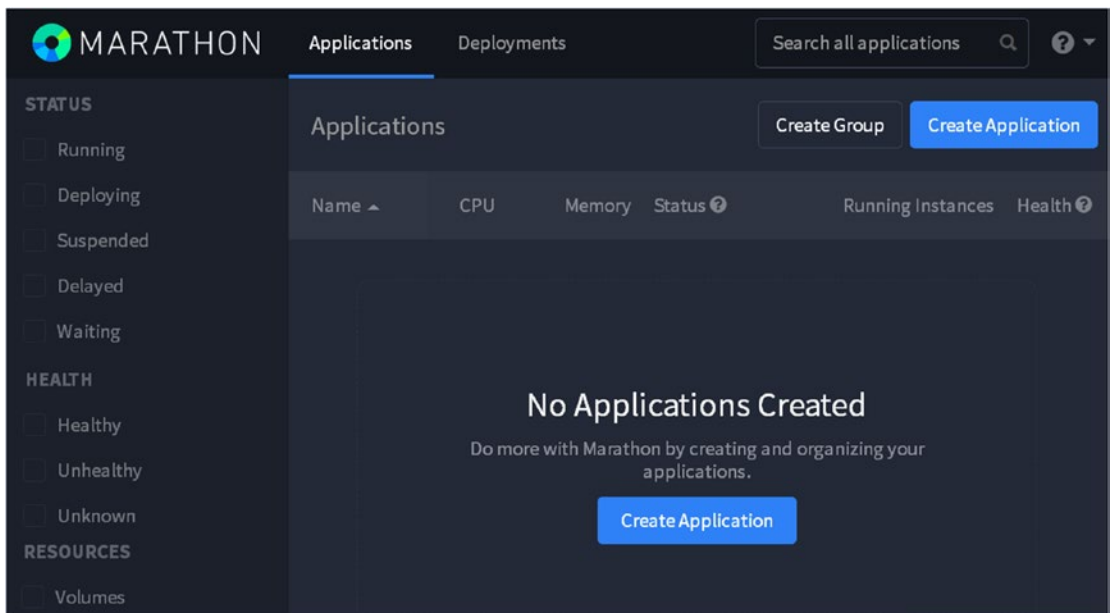 MARATHON
Applications
Deployments
Search all applications
STATUS
Running
Deploying
Suspended
Delayed
Waiting
HEALTH
Healthy
Unhealthy
Unknown
RESOURCES
Volumes
Applications
Create Group
Create Application
Name CPU Memory Status Running Instances Health
No Applications Created
Do more with Marathon by creating and organizing your
applications.
Create Application